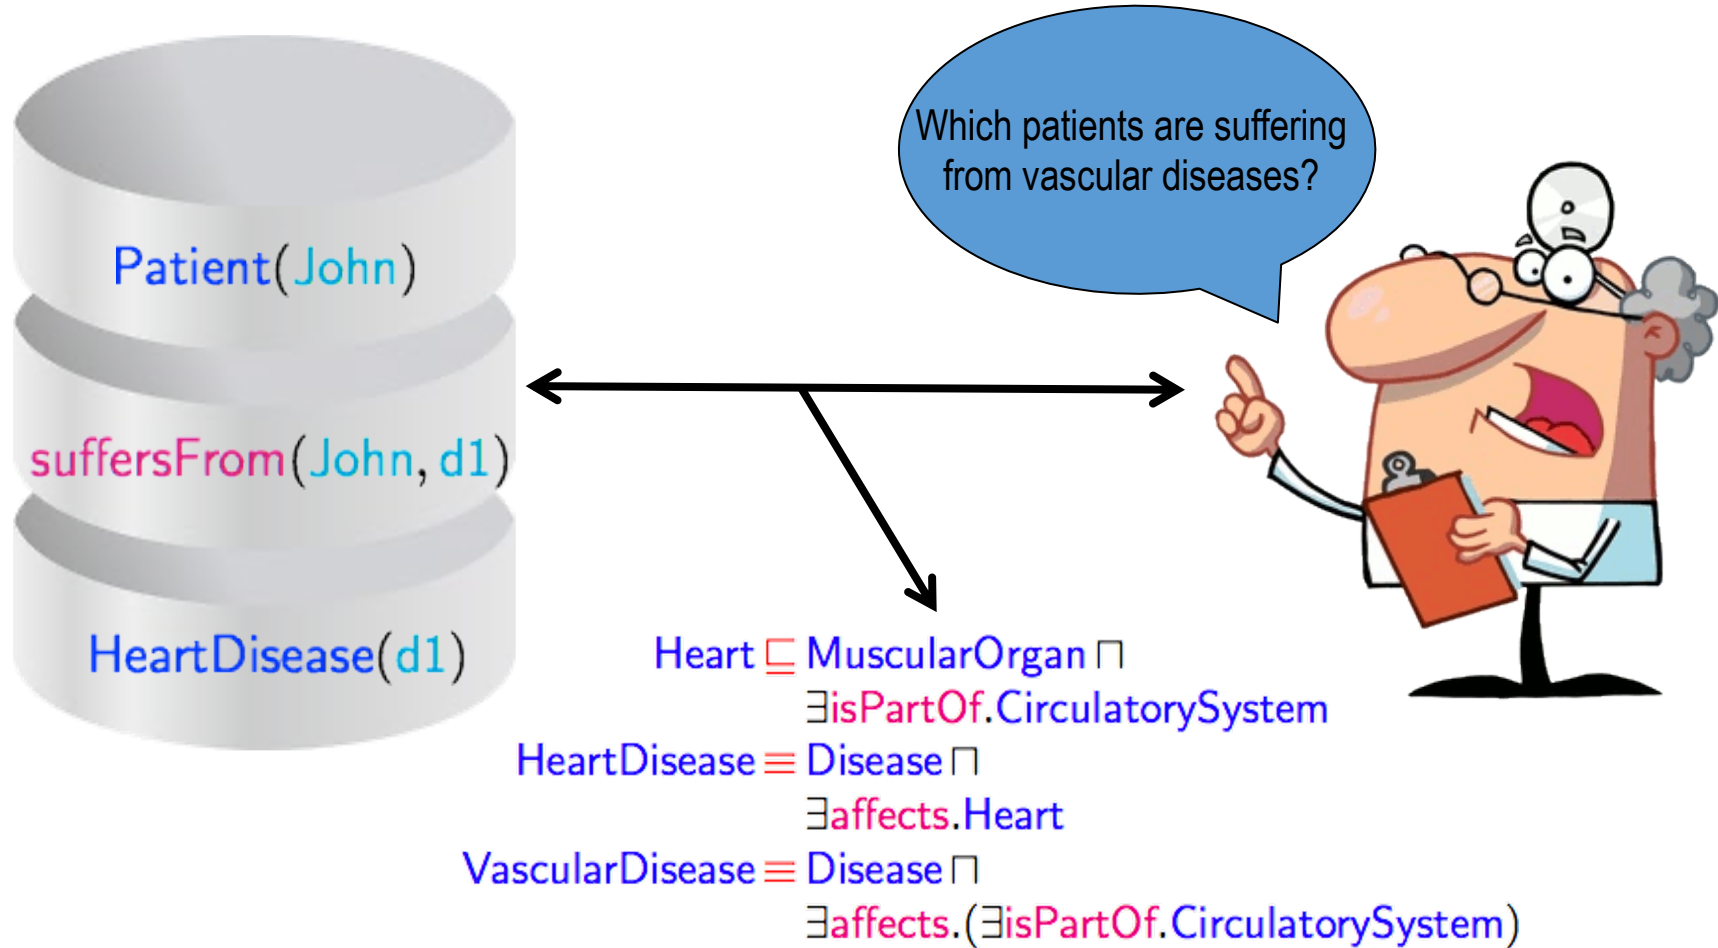 Which patients are suffering
from vascular diseases?
Patient(John)
suffersFrom(John, d1)
HeartDisease(d1)
Heart ⊑ MuscularOrgan ⊓
∃isPartOf.CirculatorySystem
HeartDisease ≡ Disease ⊓
∃affects.Heart
VascularDisease ≡ Disease ⊓
∃affects.(∃isPartOf.CirculatorySystem)